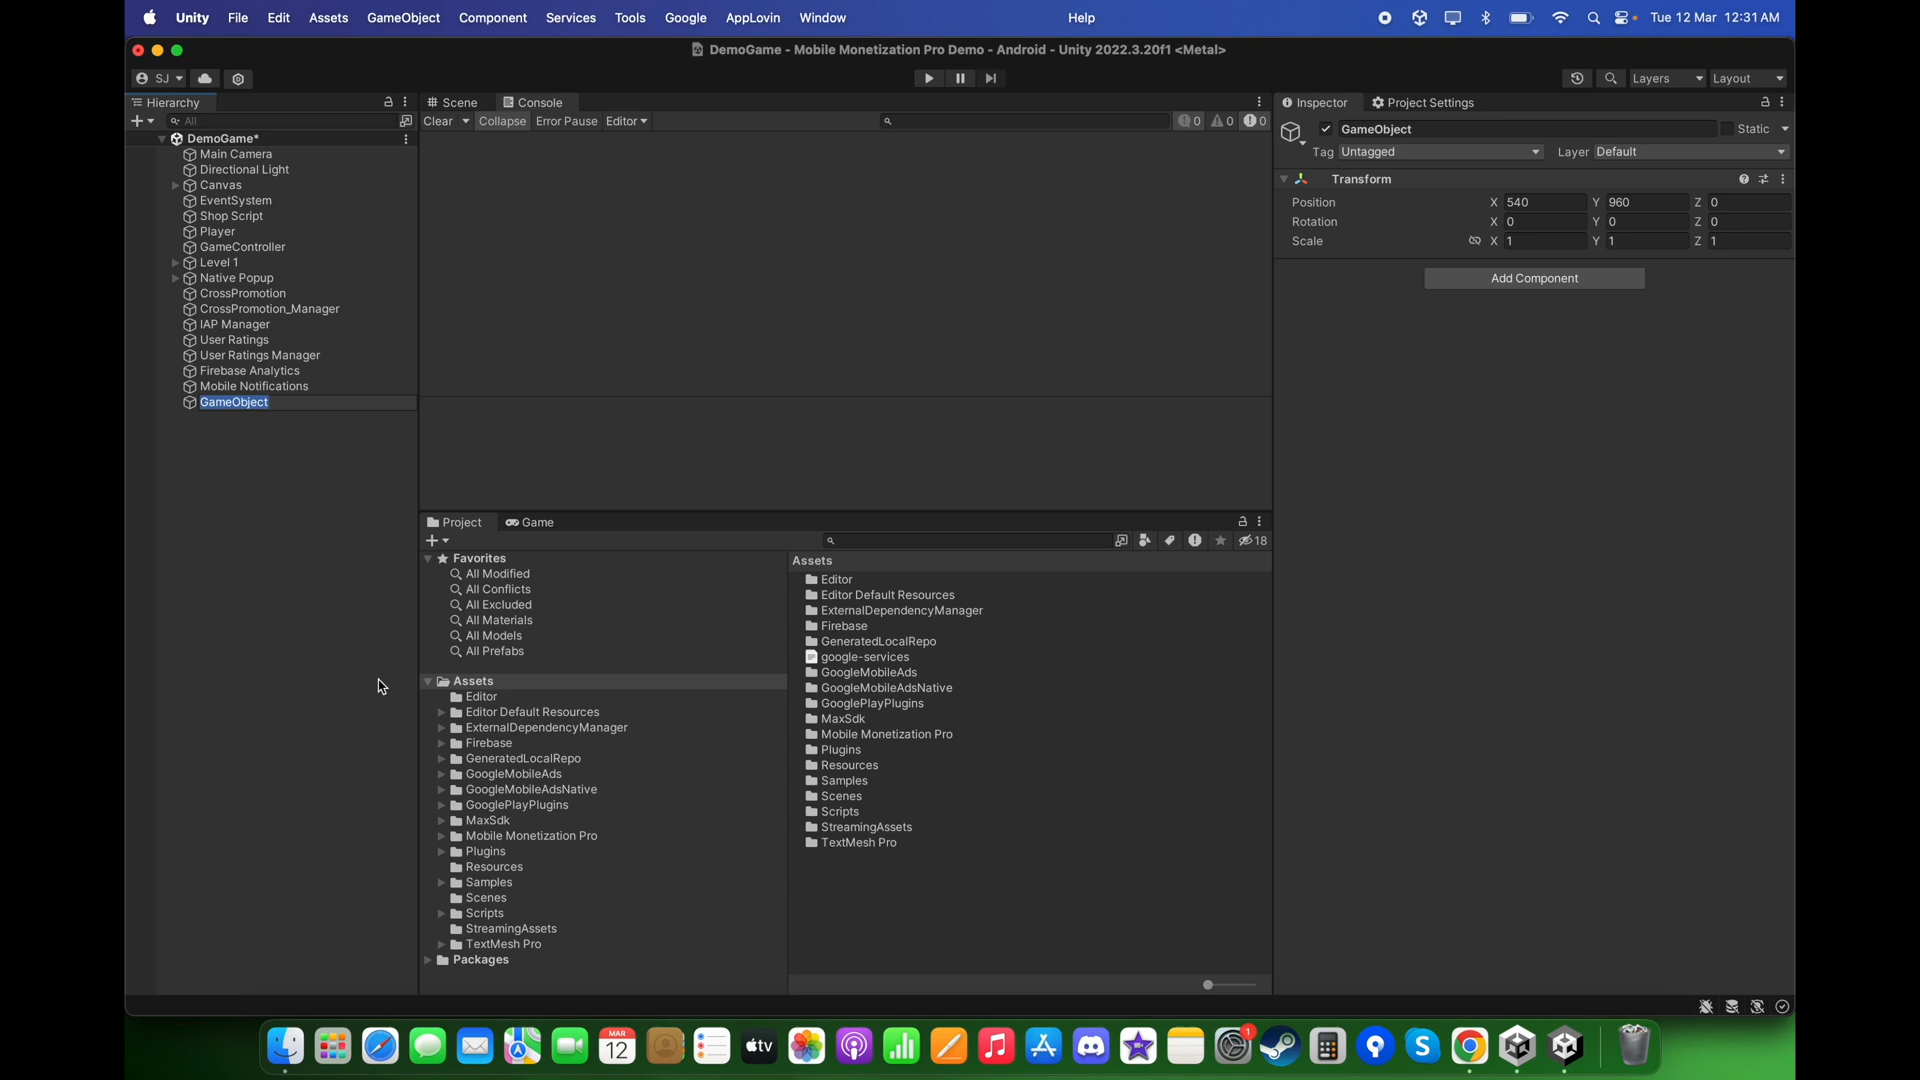 Unity File Edit Assets GameObject Component Services Tools Google AppLovin Window Help Tue 12 Mar 12:31 AM
DemoGame - Mobile Monetization Pro Demo - Android - Unity 2022.3.20f1 <Metal>
SJ Layers Layout
Hierarchy
All
DemoGame*
Main Camera
Directional Light
Canvas
EventSystem
Shop Script
Player
GameController
Level 1
Native Popup
CrossPromotion
CrossPromotion_Manager
IAP Manager
User Ratings
User Ratings Manager
Firebase Analytics
Mobile Notifications
GameObject
Scene Console
Clear Collapse Error Pause Editor 0 0 0
Project Game
18
Favorites
All Modified
All Conflicts
All Excluded
All Materials
All Models
All Prefabs
Assets
Editor
Editor Default Resources
ExternalDependencyManager
Firebase
GeneratedLocalRepo
GoogleMobileAds
GoogleMobileAdsNative
GooglePlayPlugins
MaxSdk
Mobile Monetization Pro
Plugins
Resources
Samples
Scenes
Scripts
StreamingAssets
TextMesh Pro
Packages
Assets
Editor
Editor Default Resources
ExternalDependencyManager
Firebase
GeneratedLocalRepo
google-services
GoogleMobileAds
GoogleMobileAdsNative
GooglePlayPlugins
MaxSdk
Mobile Monetization Pro
Plugins
Resources
Samples
Scenes
Scripts
StreamingAssets
TextMesh Pro
Inspector Project Settings
GameObject Static
Tag Untagged Layer Default
Transform
Position X 540 Y 960 Z 0
Rotation X 0 Y 0 Z 0
Scale X 1 Y 1 Z 1
Add Component
MAR
12
tv
1